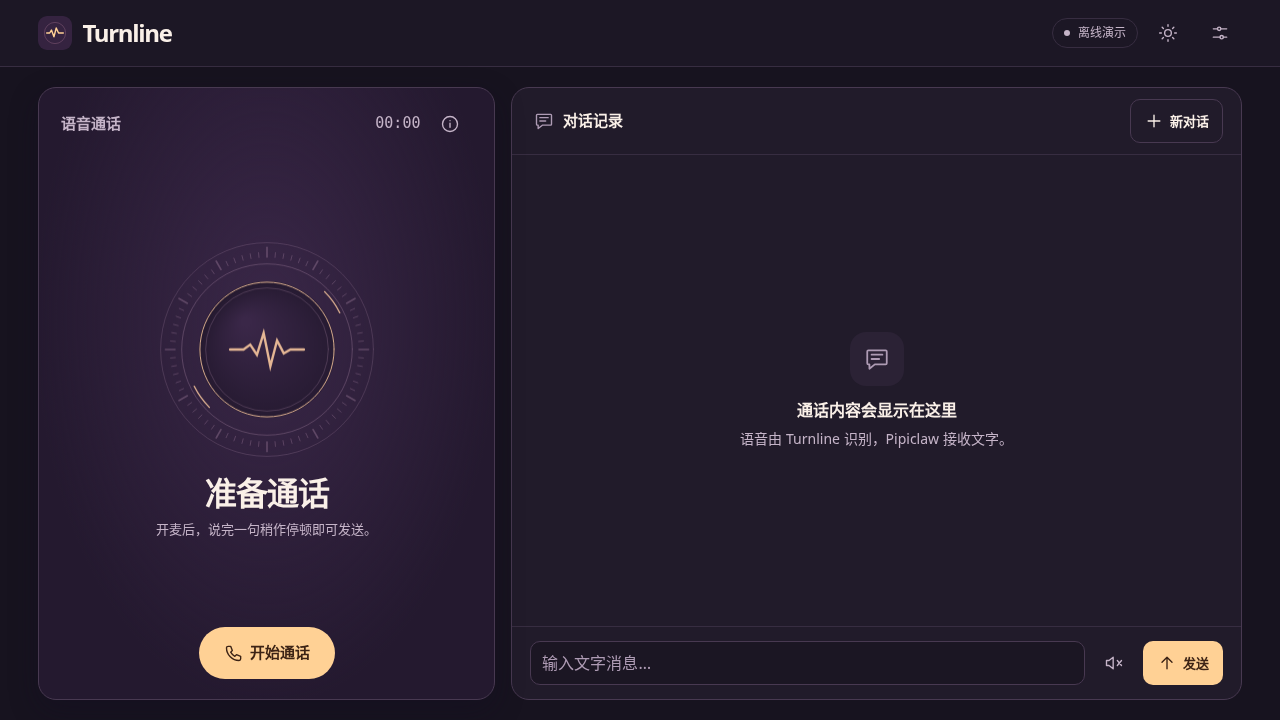 Turnline
离线演示
语音通话
00:00
准备通话
开麦后，说完一句稍作停顿即可发送。
开始通话
对话记录
新对话
通话内容会显示在这里
语音由 Turnline 识别，Pipiclaw 接收文字。
输入文字消息...
发送